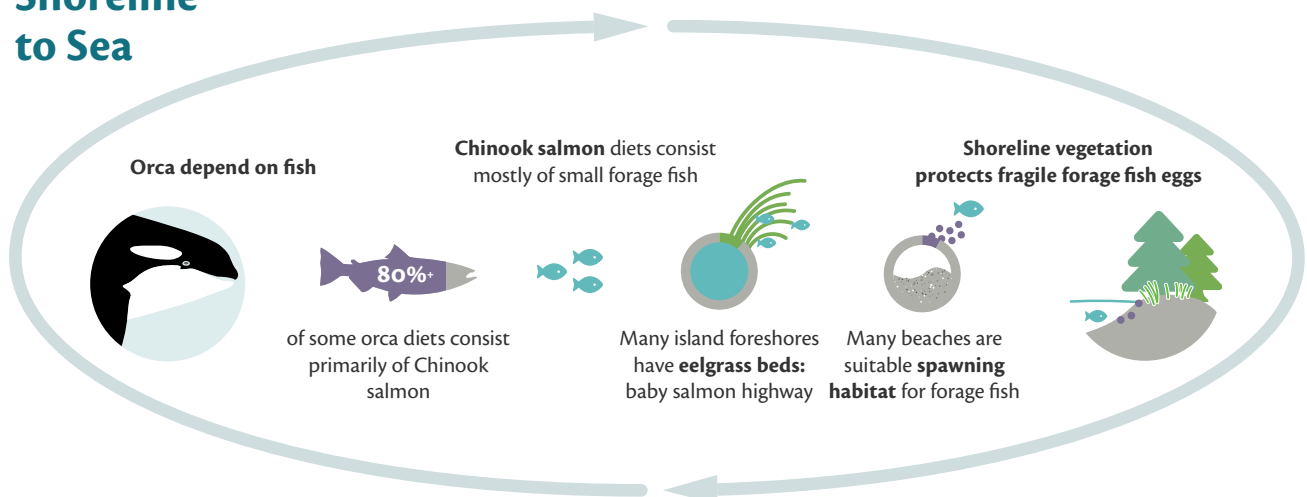 Shoreline
to Sea
Orca depend on fish
80%+
of some orca diets consist
primarily of Chinook
salmon
Chinook salmon diets consist
mostly of small forage fish
Many island foreshores
have eelgrass beds:
baby salmon highway
Many beaches are
suitable spawning
habitat for forage fish
Shoreline vegetation
protects fragile forage fish eggs